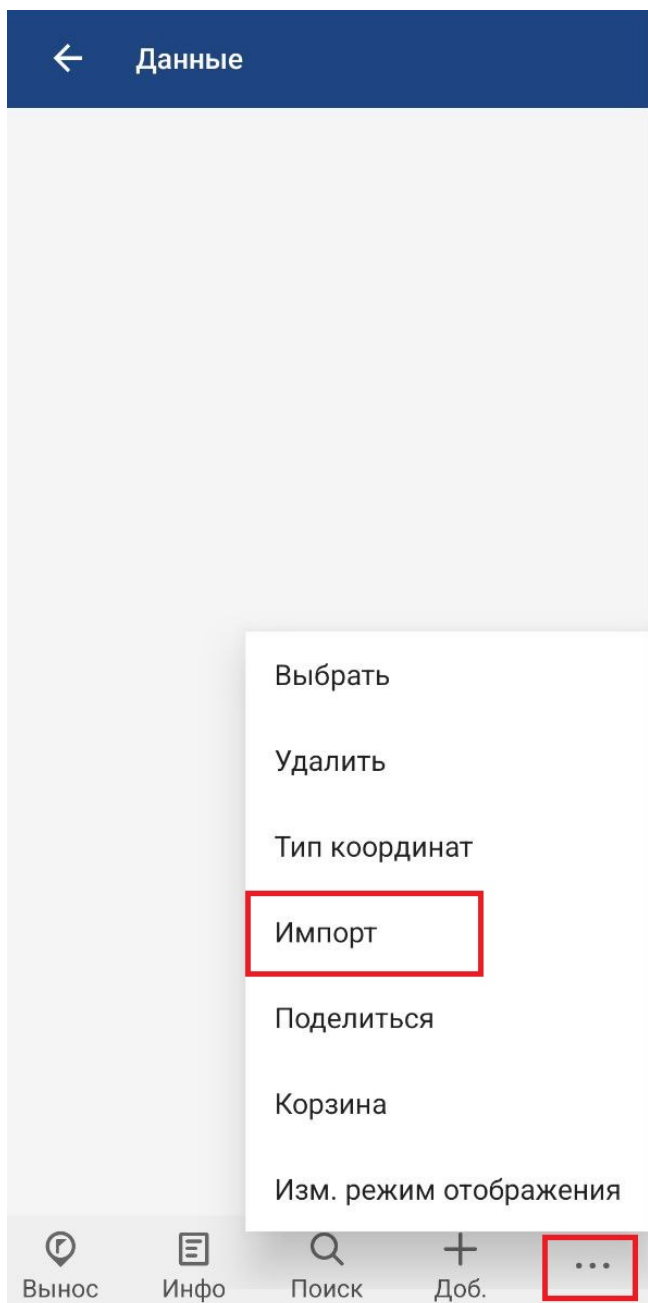 Данные
Выбрать
Удалить
Тип координат
Импорт
Поделиться
Корзина
Изм. режим отображения
Вынос
Инфо
Поиск
Доб.